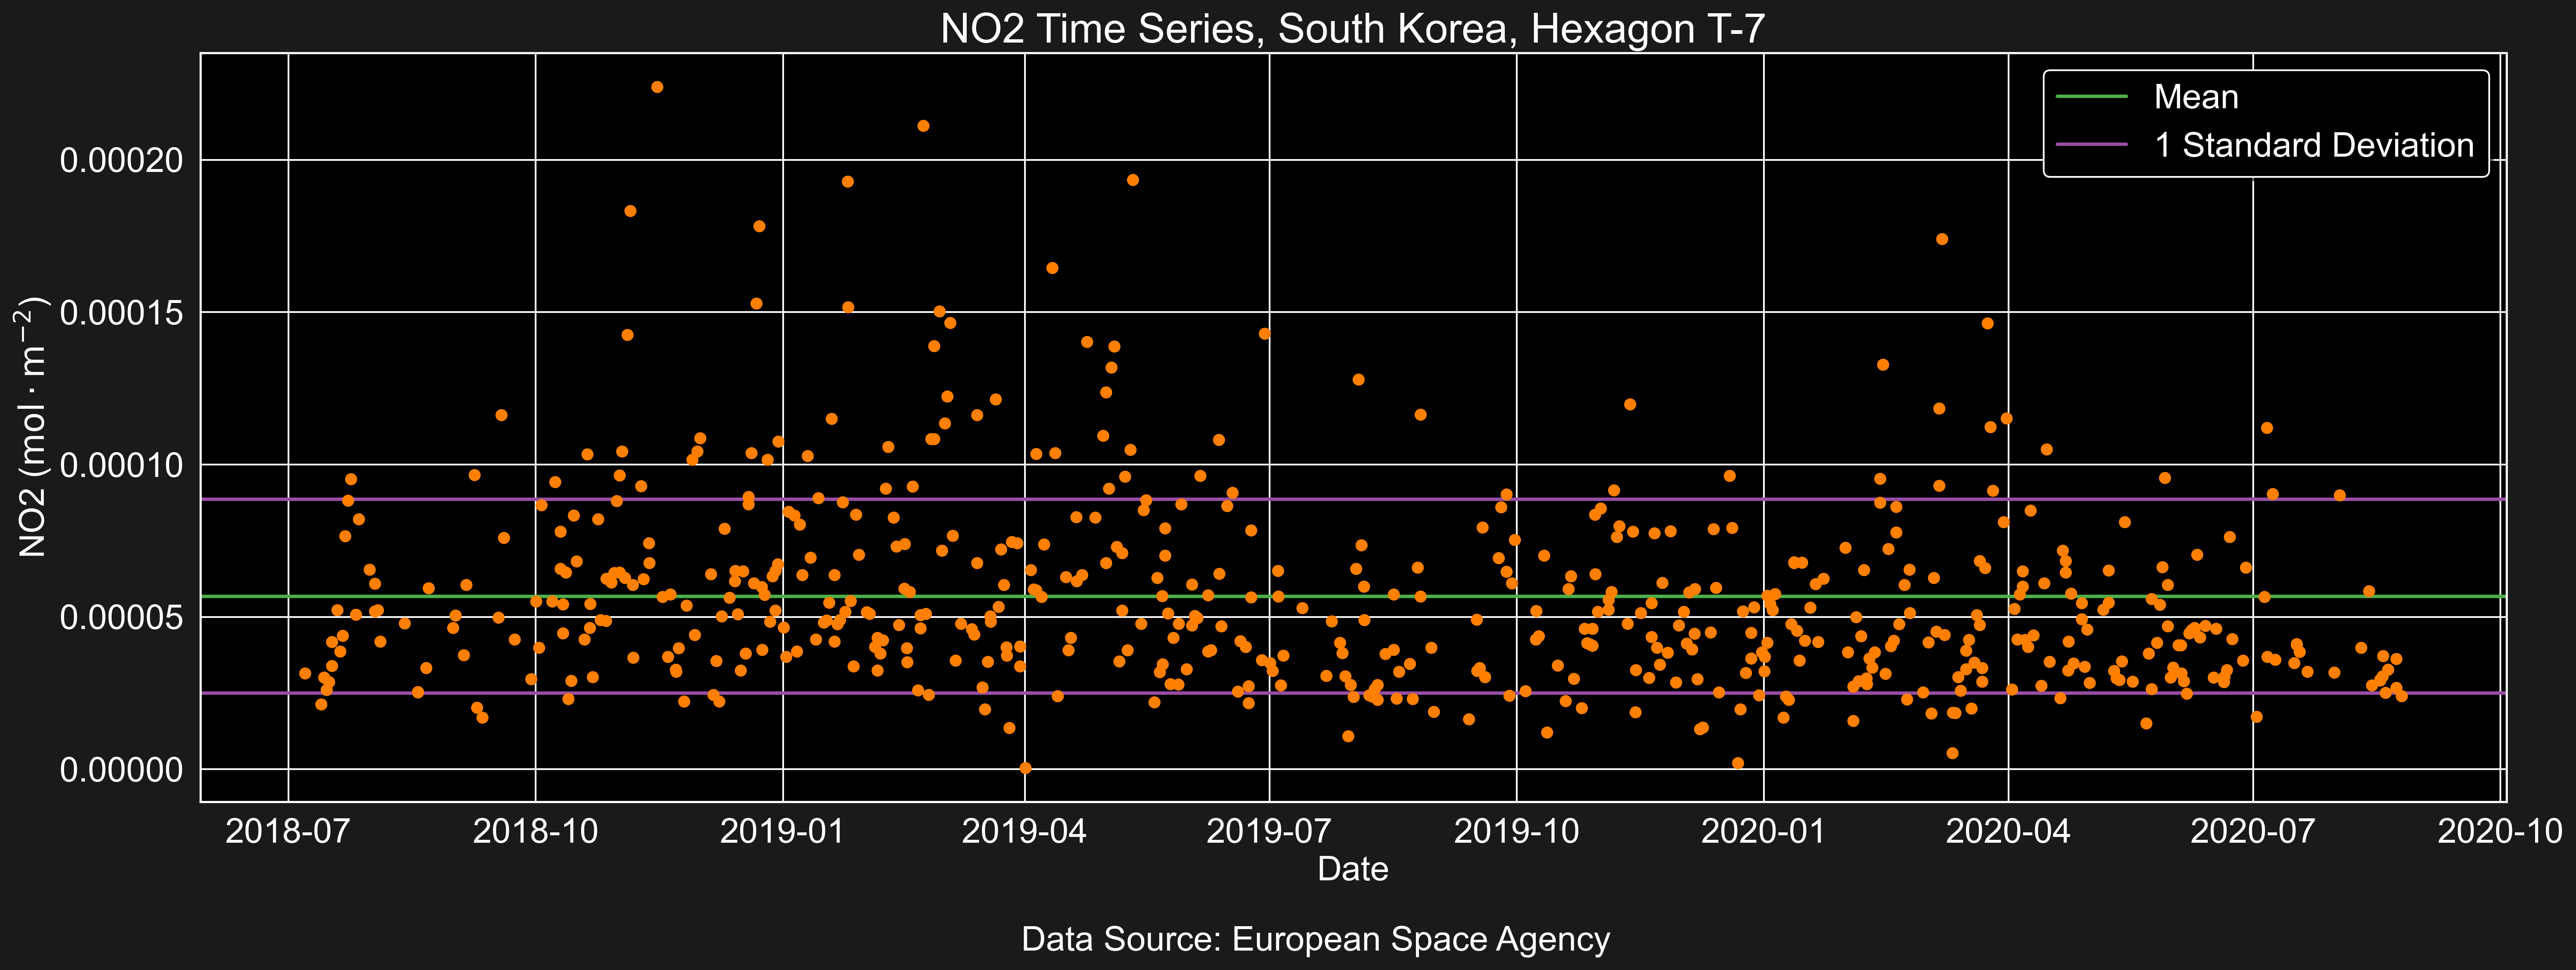 NO2 Time Series, South Korea, Hexagon T-7
Mean
1 Standard Deviation
NO2 (mol · m⁻²)
0.00020
0.00015
0.00010
0.00005
0.00000
2018-07 2018-10 2019-01 2019-04 2019-07 2019-10 2020-01 2020-04 2020-07 2020-10
Date
Data Source: European Space Agency